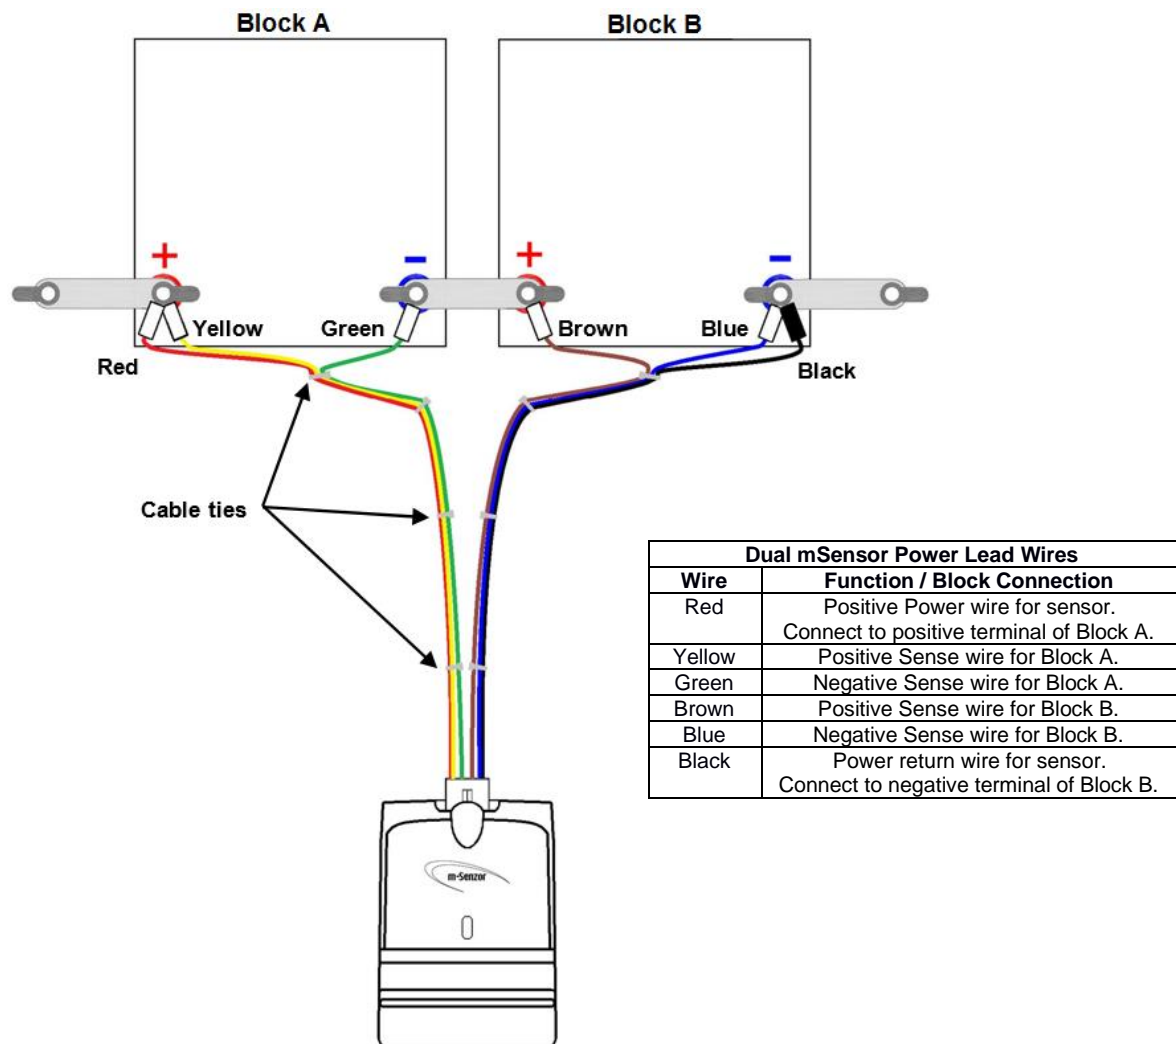 Block A
Block B
+
−
+
−
Yellow
Green
Brown
Blue
Red
Black
Cable ties
Dual mSensor Power Lead Wires
Wire Function / Block Connection
Red Positive Power wire for sensor.
Connect to positive terminal of Block A.
Yellow Positive Sense wire for Block A.
Green Negative Sense wire for Block A.
Brown Positive Sense wire for Block B.
Blue Negative Sense wire for Block B.
Black Power return wire for sensor.
Connect to negative terminal of Block B.
m-Senzor